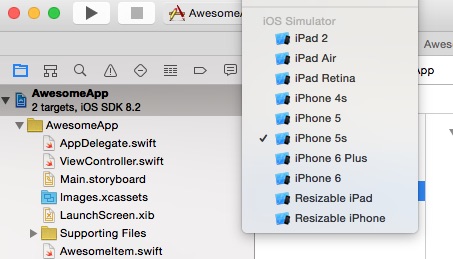 AwesomeA
iOS Simulator
iPad 2
iPad Air
iPad Retina
iPhone 4s
iPhone 5
iPhone 5s
iPhone 6 Plus
iPhone 6
Resizable iPad
Resizable iPhone
Aweso
App
AwesomeApp
2 targets, iOS SDK 8.2
AwesomeApp
AppDelegate.swift
ViewController.swift
Main.storyboard
Images.xcassets
LaunchScreen.xib
Supporting Files
AwesomeItem.swift